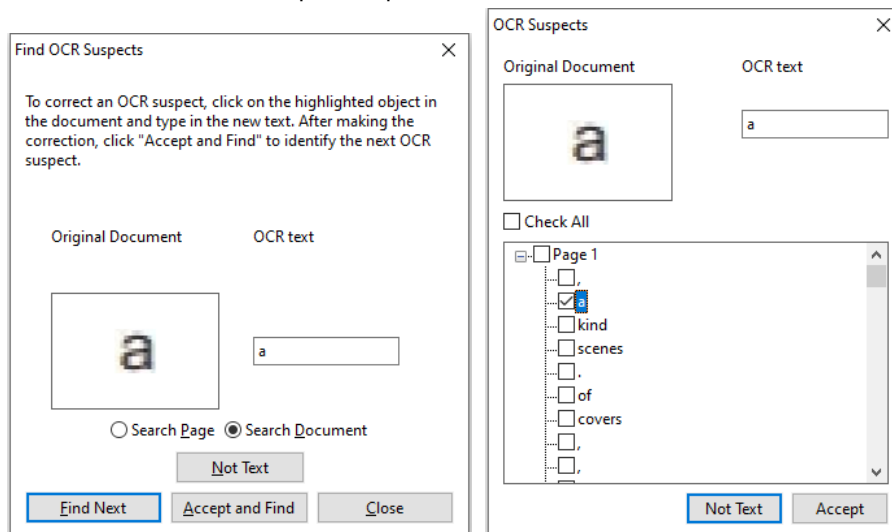 Find OCR Suspects
To correct an OCR suspect, click on the highlighted object in
the document and type in the new text. After making the
correction, click "Accept and Find" to identify the next OCR
suspect.
Original Document OCR text
a a
Search Page Search Document
Not Text
Find Next Accept and Find Close
OCR Suspects
Original Document OCR text
a a
Check All
Page 1
,
a
kind
scenes
.
of
covers
,
,
Not Text Accept